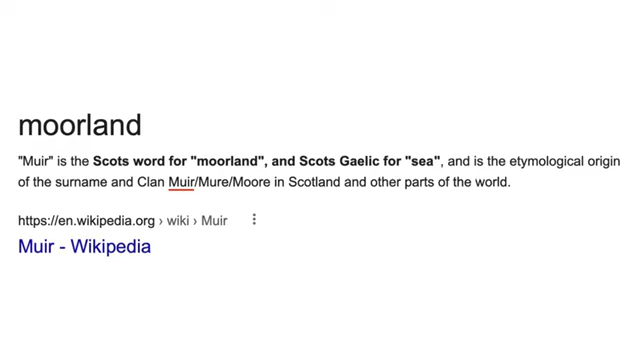 moorland
"Muir" is the Scots word for "moorland", and Scots Gaelic for "sea", and is the etymological origin
of the surname and Clan Muir/Mure/Moore in Scotland and other parts of the world.
https://en.wikipedia.org › wiki › Muir
Muir - Wikipedia